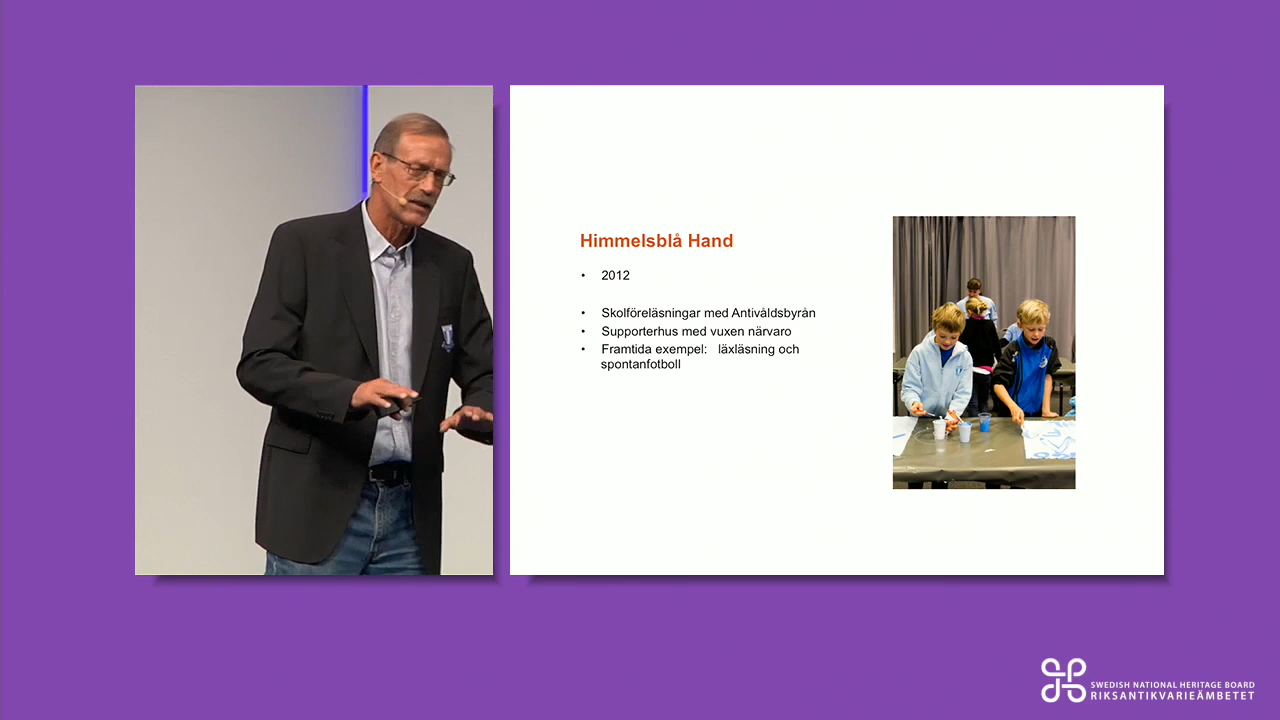 Himmelsblå Hand
• 2012
• Skolföreläsningar med Antivåldsbyrån
• Supporterhus med vuxen närvaro
• Framtida exempel: läxläsning och
spontanfotboll
SWEDISH NATIONAL HERITAGE BOARD
RIKSANTIKVARIEÄMBETET